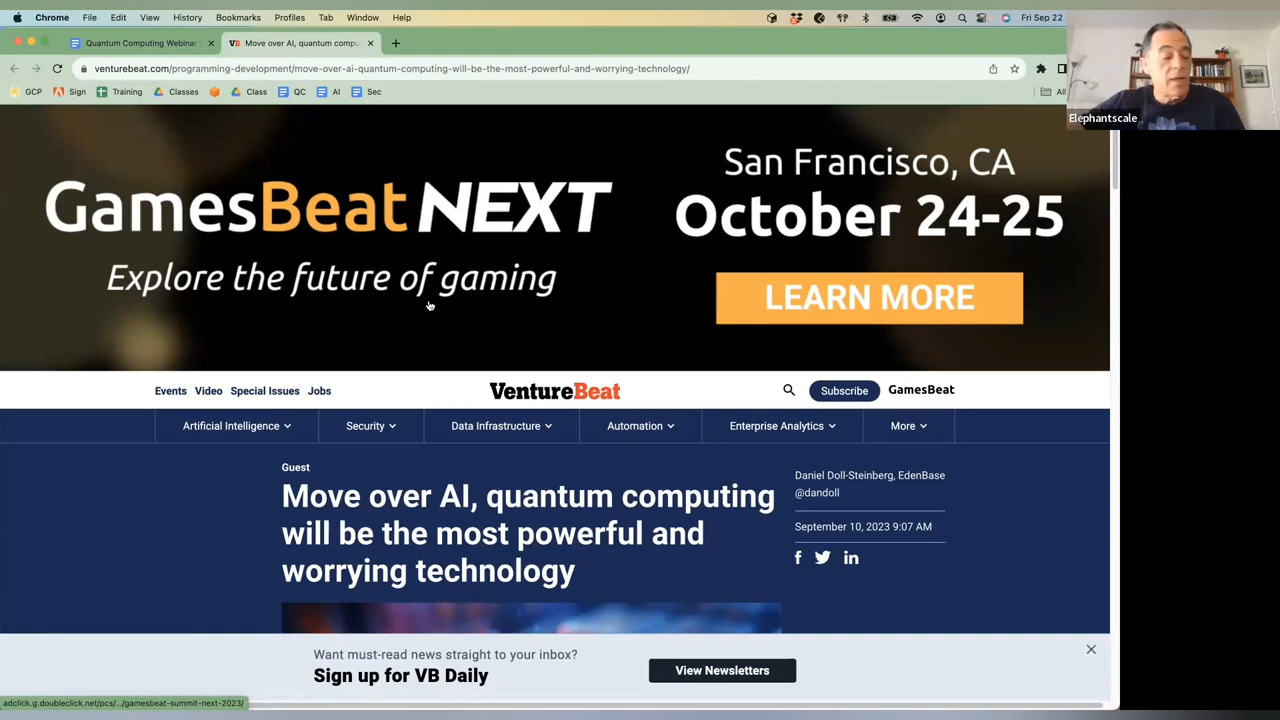 Chrome File Edit View History Bookmarks Profiles Tab Window Help Fri Sep 22
Quantum Computing Webinar Move over AI, quantum compu
venturebeat.com/programming-development/move-over-ai-quantum-computing-will-be-the-most-powerful-and-worrying-technology/
GCP Sign Training Classes Class QC AI Sec All
Elephantscale
GamesBeat NEXT
Explore the future of gaming
San Francisco, CA
October 24-25
LEARN MORE
Events Video Special Issues Jobs VentureBeat Subscribe GamesBeat
Artificial Intelligence Security Data Infrastructure Automation Enterprise Analytics More
Guest
Move over AI, quantum computing
will be the most powerful and
worrying technology
Daniel Doll-Steinberg, EdenBase
@dandoll
September 10, 2023 9:07 AM
Want must-read news straight to your inbox?
Sign up for VB Daily
View Newsletters
adclick.g.doubleclick.net/pcs/.../gamesbeat-summit-next-2023/